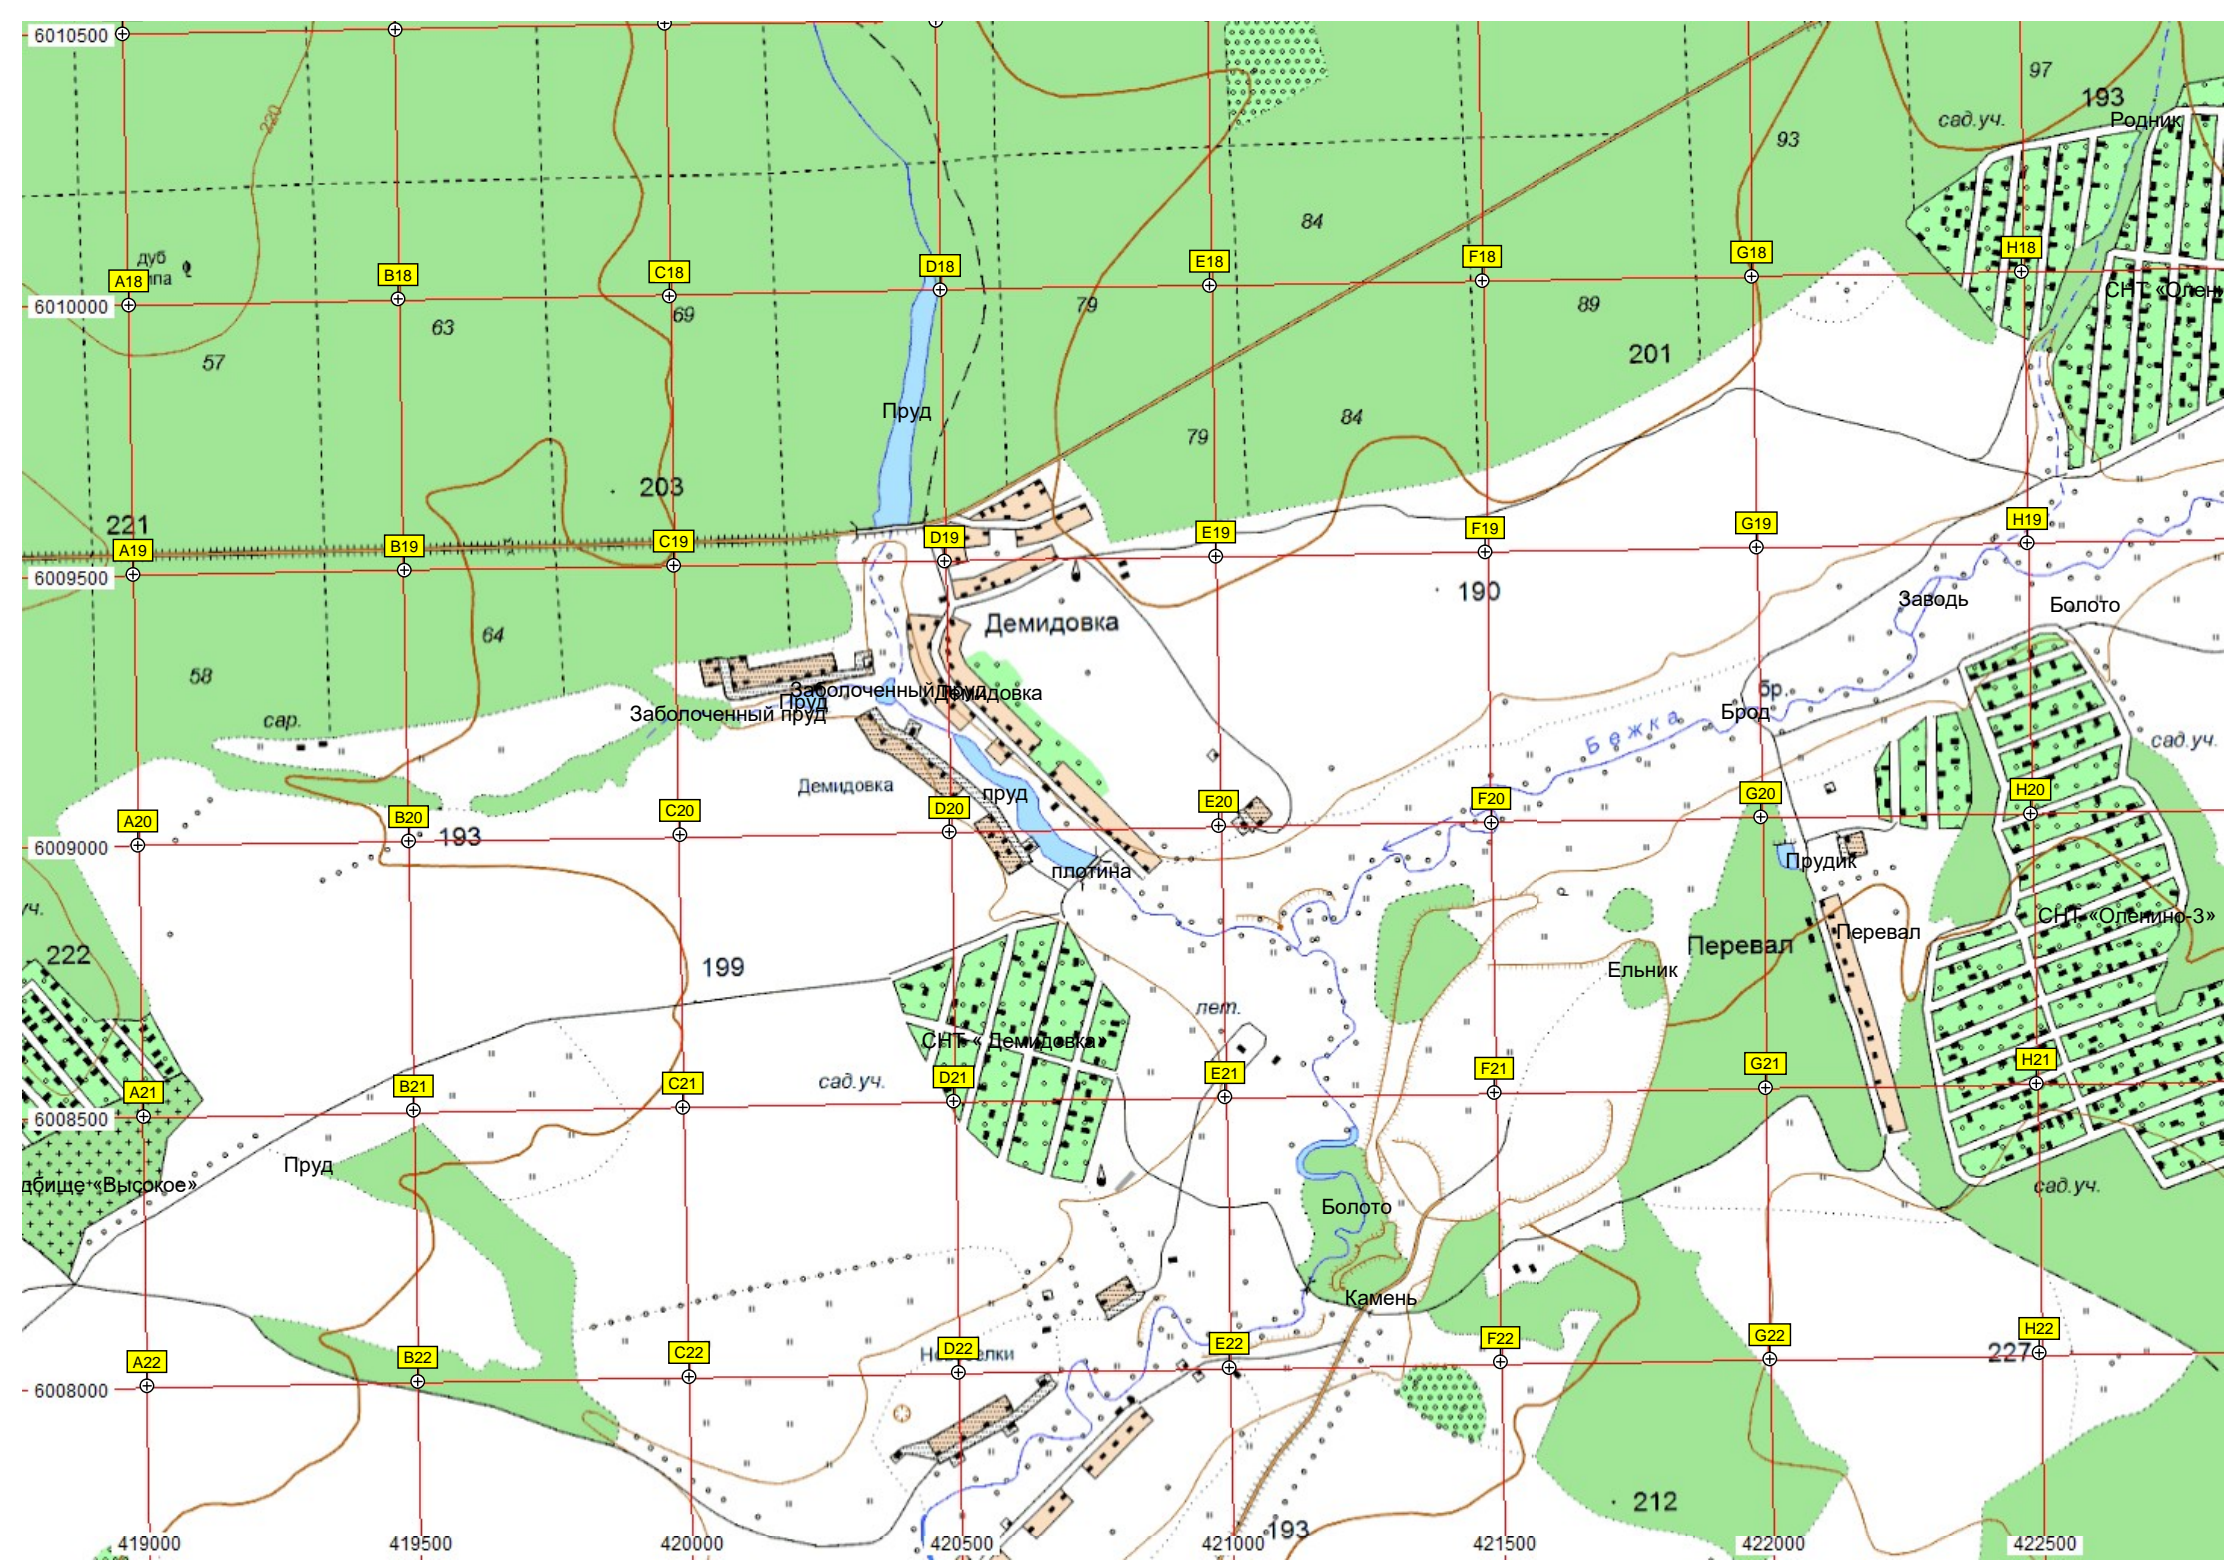 6010500
97
193
сад.уч.
Родник
220
93
84
дуб
A18
B18
C18
D18
E18
F18
G18
H18
6010000
63
69
79
89
57
201
Пруд
84
79
203
221
A19
B19
C19
D19
E19
F19
G19
H19
6009500
190
Заводь
Болото
Демидовка
64
58
Заболоченный пруд
Демидовка
Пруд
Заболоченный пруд
бр.
Брод
сар.
Бежка
сад.уч.
Демидовка
пруд
A20
B20
C20
D20
E20
F20
G20
H20
193
6009000
плотина
Прудик
СНТ «Оленино-3»
222
Перевал
Перевал
199
Ельник
лет.
СНТ « Демидовка»
сад.уч.
A21
B21
C21
D21
E21
F21
G21
H21
6008500
Пруд
«Высокое»
сад.уч.
Болото
Камень
A22
B22
C22
D22
E22
F22
G22
H22
227
6008000
212
193
419000
419500
420000
420500
421000
421500
422000
422500